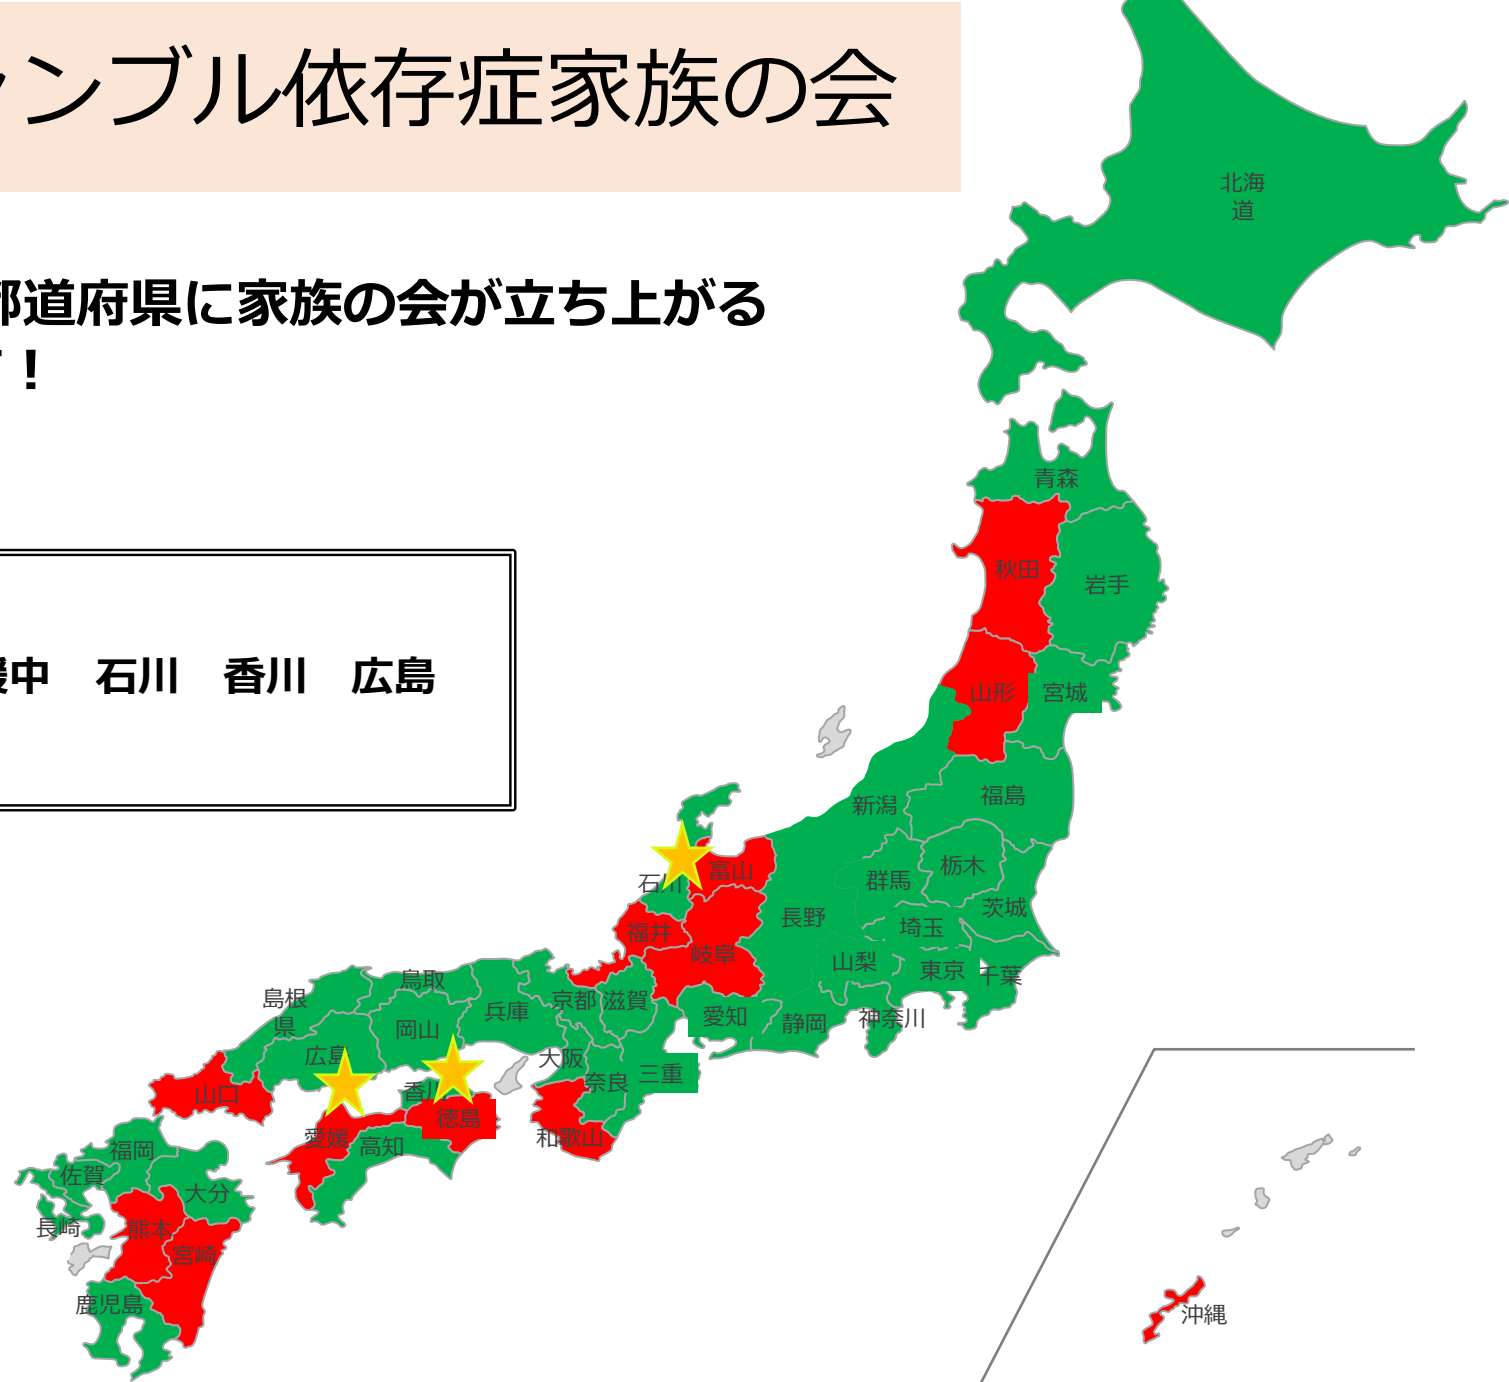 ャンブル依存症家族の会
都道府県に家族の会が立ち上がる
！
援中　石川　香川　広島
北海
道
青森
秋田
岩手
山形
宮城
新潟
福島
石川
富山
群馬
栃木
茨城
福井
岐阜
長野
埼玉
山梨
東京
千葉
鳥取
島根
県
岡山
兵庫
京都
滋賀
愛知
静岡
神奈川
広島
大阪
奈良
三重
山口
香川
徳島
愛媛
高知
和歌山
福岡
佐賀
大分
長崎
熊本
宮崎
鹿児島
沖縄